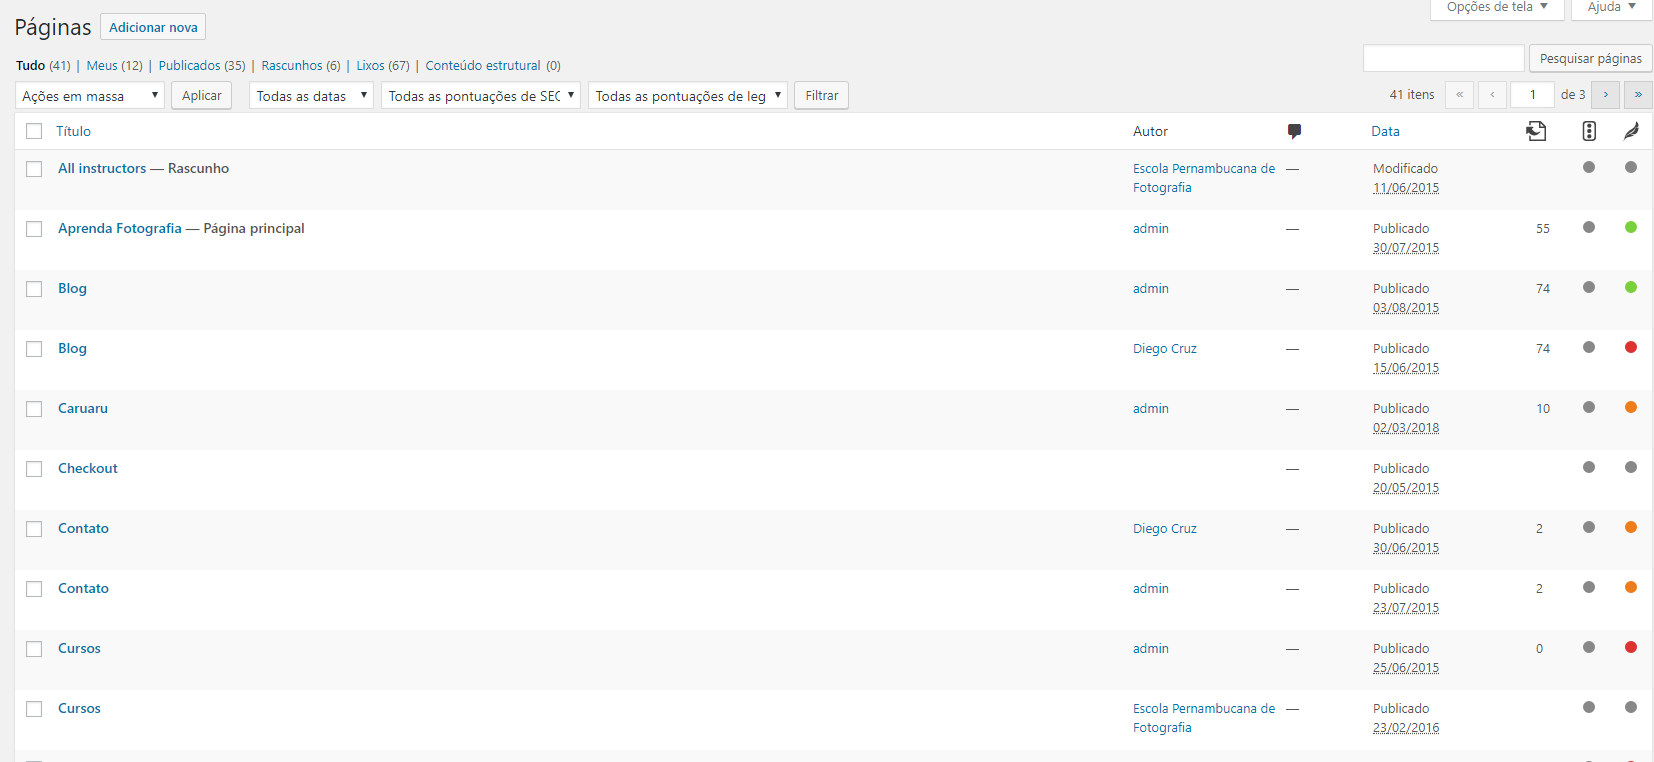 Opções de tela ▼ Ajuda ▼
Páginas Adicionar nova
Tudo (41) | Meus (12) | Publicados (35) | Rascunhos (6) | Lixos (67) | Conteúdo estrutural (0)
Pesquisar páginas
Ações em massa ▼ Aplicar Todas as datas ▼ Todas as pontuações de SEC ▼ Todas as pontuações de leg ▼ Filtrar 41 itens « ‹ 1 de 3 › »
Título Autor Data
All instructors — Rascunho Escola Pernambucana de — Modificado
Fotografia 11/06/2015
Aprenda Fotografia — Página principal admin — Publicado 55
30/07/2015
Blog admin — Publicado 74
03/08/2015
Blog Diego Cruz — Publicado 74
15/06/2015
Caruaru admin — Publicado 10
02/03/2018
Checkout — Publicado
20/05/2015
Contato Diego Cruz — Publicado 2
30/06/2015
Contato admin — Publicado 2
23/07/2015
Cursos admin — Publicado 0
25/06/2015
Cursos Escola Pernambucana de — Publicado
Fotografia 23/02/2016